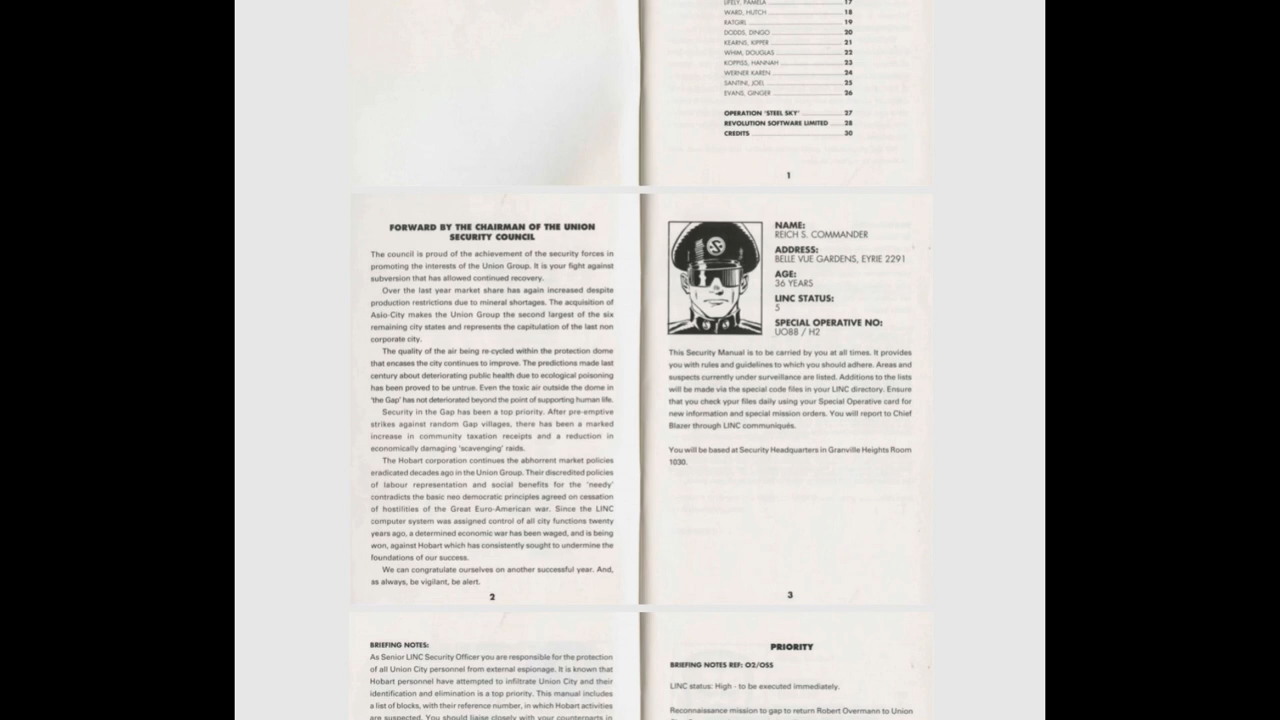 LIFELY, PAMELA 17
WARD, HUTCH 18
RATGIRL 19
DODDS, DINGO 20
KEARNS, KIPPER 21
WHIM, DOUGLAS 22
KOPPISS, HANNAH 23
WERNER KAREN 24
SANTINI, JOEL 25
EVANS, GINGER 26
OPERATION 'STEEL SKY' 27
REVOLUTION SOFTWARE LIMITED 28
CREDITS 30
1
FORWARD BY THE CHAIRMAN OF THE UNION
SECURITY COUNCIL
The council is proud of the achievement of the security forces in
promoting the interests of the Union Group. It is your fight against
subversion that has allowed continued recovery.
Over the last year market share has again increased despite
production restrictions due to mineral shortages. The acquisition of
Asio-City makes the Union Group the second largest of the six
remaining city states and represents the capitulation of the last non
corporate city.
The quality of the air being re-cycled within the protection dome
that encases the city continues to improve. The predictions made last
century about deteriorating public health due to ecological poisoning
has been proved to be untrue. Even the toxic air outside the dome in
'the Gap' has not deteriorated beyond the point of supporting human life.
Security in the Gap has been a top priority. After pre-emptive
strikes against random Gap villages, there has been a marked
increase in community taxation receipts and a reduction in
economically damaging 'scavenging' raids.
The Hobart corporation continues the abhorrent market policies
eradicated decades ago in the Union Group. Their discredited policies
of labour representation and social benefits for the 'needy'
contradicts the basic neo democratic principles agreed on cessation
of hostilities of the Great Euro-American war. Since the LINC
computer system was assigned control of all city functions twenty
years ago, a determined economic war has been waged, and is being
won, against Hobart which has consistently sought to undermine the
foundations of our success.
We can congratulate ourselves on another successful year. And,
as always, be vigilant, be alert.
2
S
NAME:
REICH S. COMMANDER
ADDRESS:
BELLE VUE GARDENS, EYRIE 2291
AGE:
36 YEARS
LINC STATUS:
5
SPECIAL OPERATIVE NO:
UO88 / H2
This Security Manual is to be carried by you at all times. It provides
you with rules and guidelines to which you should adhere. Areas and
suspects currently under surveillance are listed. Additions to the lists
will be made via the special code files in your LINC directory. Ensure
that you check ypur files daily using your Special Operative card for
new information and special mission orders. You will report to Chief
Blazer through LINC communiqués.
You will be based at Security Headquarters in Granville Heights Room
1030.
3
BRIEFING NOTES:
As Senior LINC Security Officer you are responsible for the protection
of all Union City personnel from external espionage. It is known that
Hobart personnel have attempted to infiltrate Union City and their
identification and elimination is a top priority. This manual includes
a list of blocks, with their reference number, in which Hobart activities
are suspected. You should liaise closely with your counterparts in
PRIORITY
BRIEFING NOTES REF: O2/OSS
LINC status: High - to be executed immediately.
Reconnaissance mission to gap to return Robert Overmann to Union